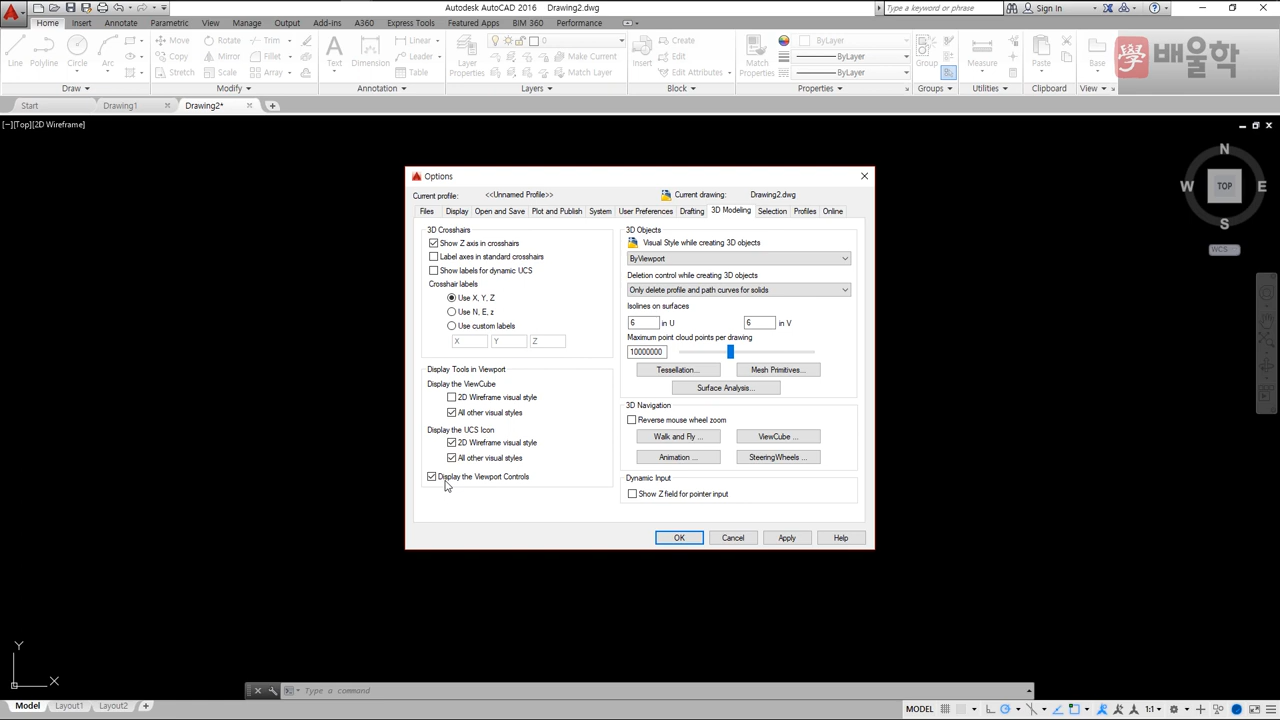 Autodesk AutoCAD 2016 Drawing2.dwg
Type a keyword or phrase
Sign In
Home Insert Annotate Parametric View Manage Output Add-ins A360 Express Tools Featured Apps BIM 360 Performance
Line Polyline Circle Arc
Move Rotate Trim
Copy Mirror Fillet
Stretch Scale Array
Text Dimension
Linear
Leader
Table
Layer Properties
0
Make Current
Match Layer
Insert
Create
Edit
Edit Attributes
Match Properties
ByLayer
ByLayer
ByLayer
Group
Measure
Paste
Base
學 배울학
Draw Modify Annotation Layers Block Properties Groups Utilities Clipboard View
Start Drawing1 Drawing2*
[−][Top][2D Wireframe]
N
W TOP E
S
WCS
Options
Current profile: <<Unnamed Profile>> Current drawing: Drawing2.dwg
Files Display Open and Save Plot and Publish System User Preferences Drafting 3D Modeling Selection Profiles Online
3D Crosshairs
Show Z axis in crosshairs
Label axes in standard crosshairs
Show labels for dynamic UCS
Crosshair labels
Use X, Y, Z
Use N, E, z
Use custom labels
X Y Z
Display Tools in Viewport
Display the ViewCube
2D Wireframe visual style
All other visual styles
Display the UCS Icon
2D Wireframe visual style
All other visual styles
Display the Viewport Controls
3D Objects
Visual Style while creating 3D objects
ByViewport
Deletion control while creating 3D objects
Only delete profile and path curves for solids
Isolines on surfaces
6 in U 6 in V
Maximum point cloud points per drawing
10000000
Tessellation... Mesh Primitives...
Surface Analysis...
3D Navigation
Reverse mouse wheel zoom
Walk and Fly ... ViewCube ...
Animation ... SteeringWheels ...
Dynamic Input
Show Z field for pointer input
OK Cancel Apply Help
Y
X
Type a command
Model Layout1 Layout2
MODEL 1:1